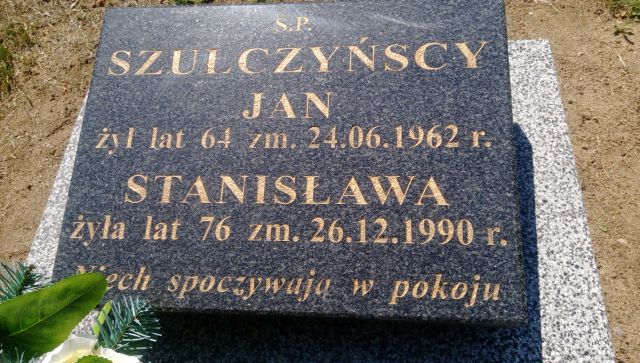 S.P.
SZULCZYŃSCY
JAN
żył lat 64 zm. 24.06.1962 r.
STANISŁAWA
żyła lat 76 zm. 26.12.1990 r.
Niech spoczywają w pokoju